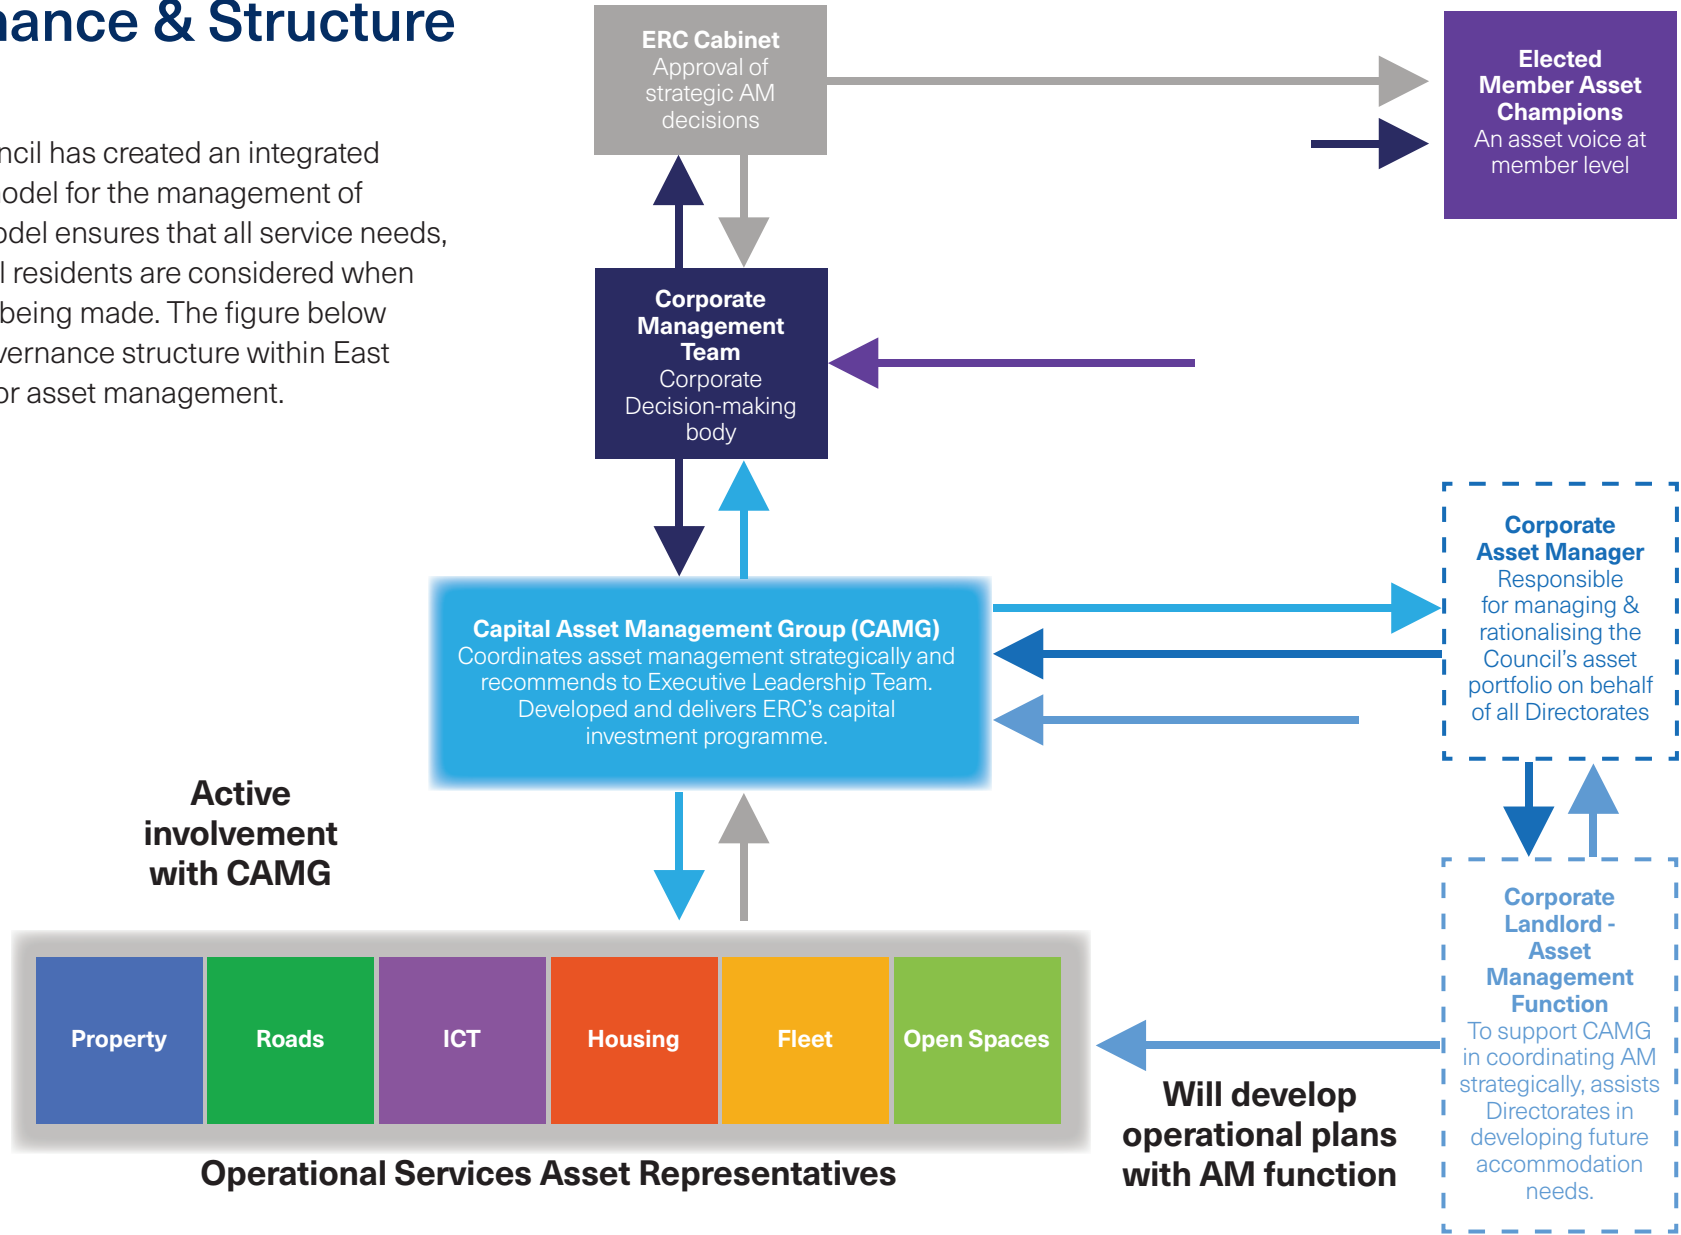 & Structure
has created an integrated
for the management of
ensures that all service needs,
residents are considered when
being made. The figure below
structure within East
asset management.
ERC Cabinet
Approval of
strategic AM
decisions
Elected
Member Asset
Champions
An asset voice at
member level
Corporate
Management
Team
Corporate
Decision-making
body
Capital Asset Management Group (CAMG)
Coordinates asset management strategically and
recommends to Executive Leadership Team.
Developed and delivers ERC's capital
investment programme.
Corporate
Asset Manager
Responsible
for managing &
rationalising the
Council's asset
portfolio on behalf
of all Directorates
Active
involvement
with CAMG
Property
Roads
ICT
Housing
Fleet
Open Spaces
Operational Services Asset Representatives
Will develop
operational plans
with AM function
Corporate
Landlord -
Asset
Management
Function
To support CAMG
in coordinating AM
strategically, assists
Directorates in
developing future
accommodation
needs.